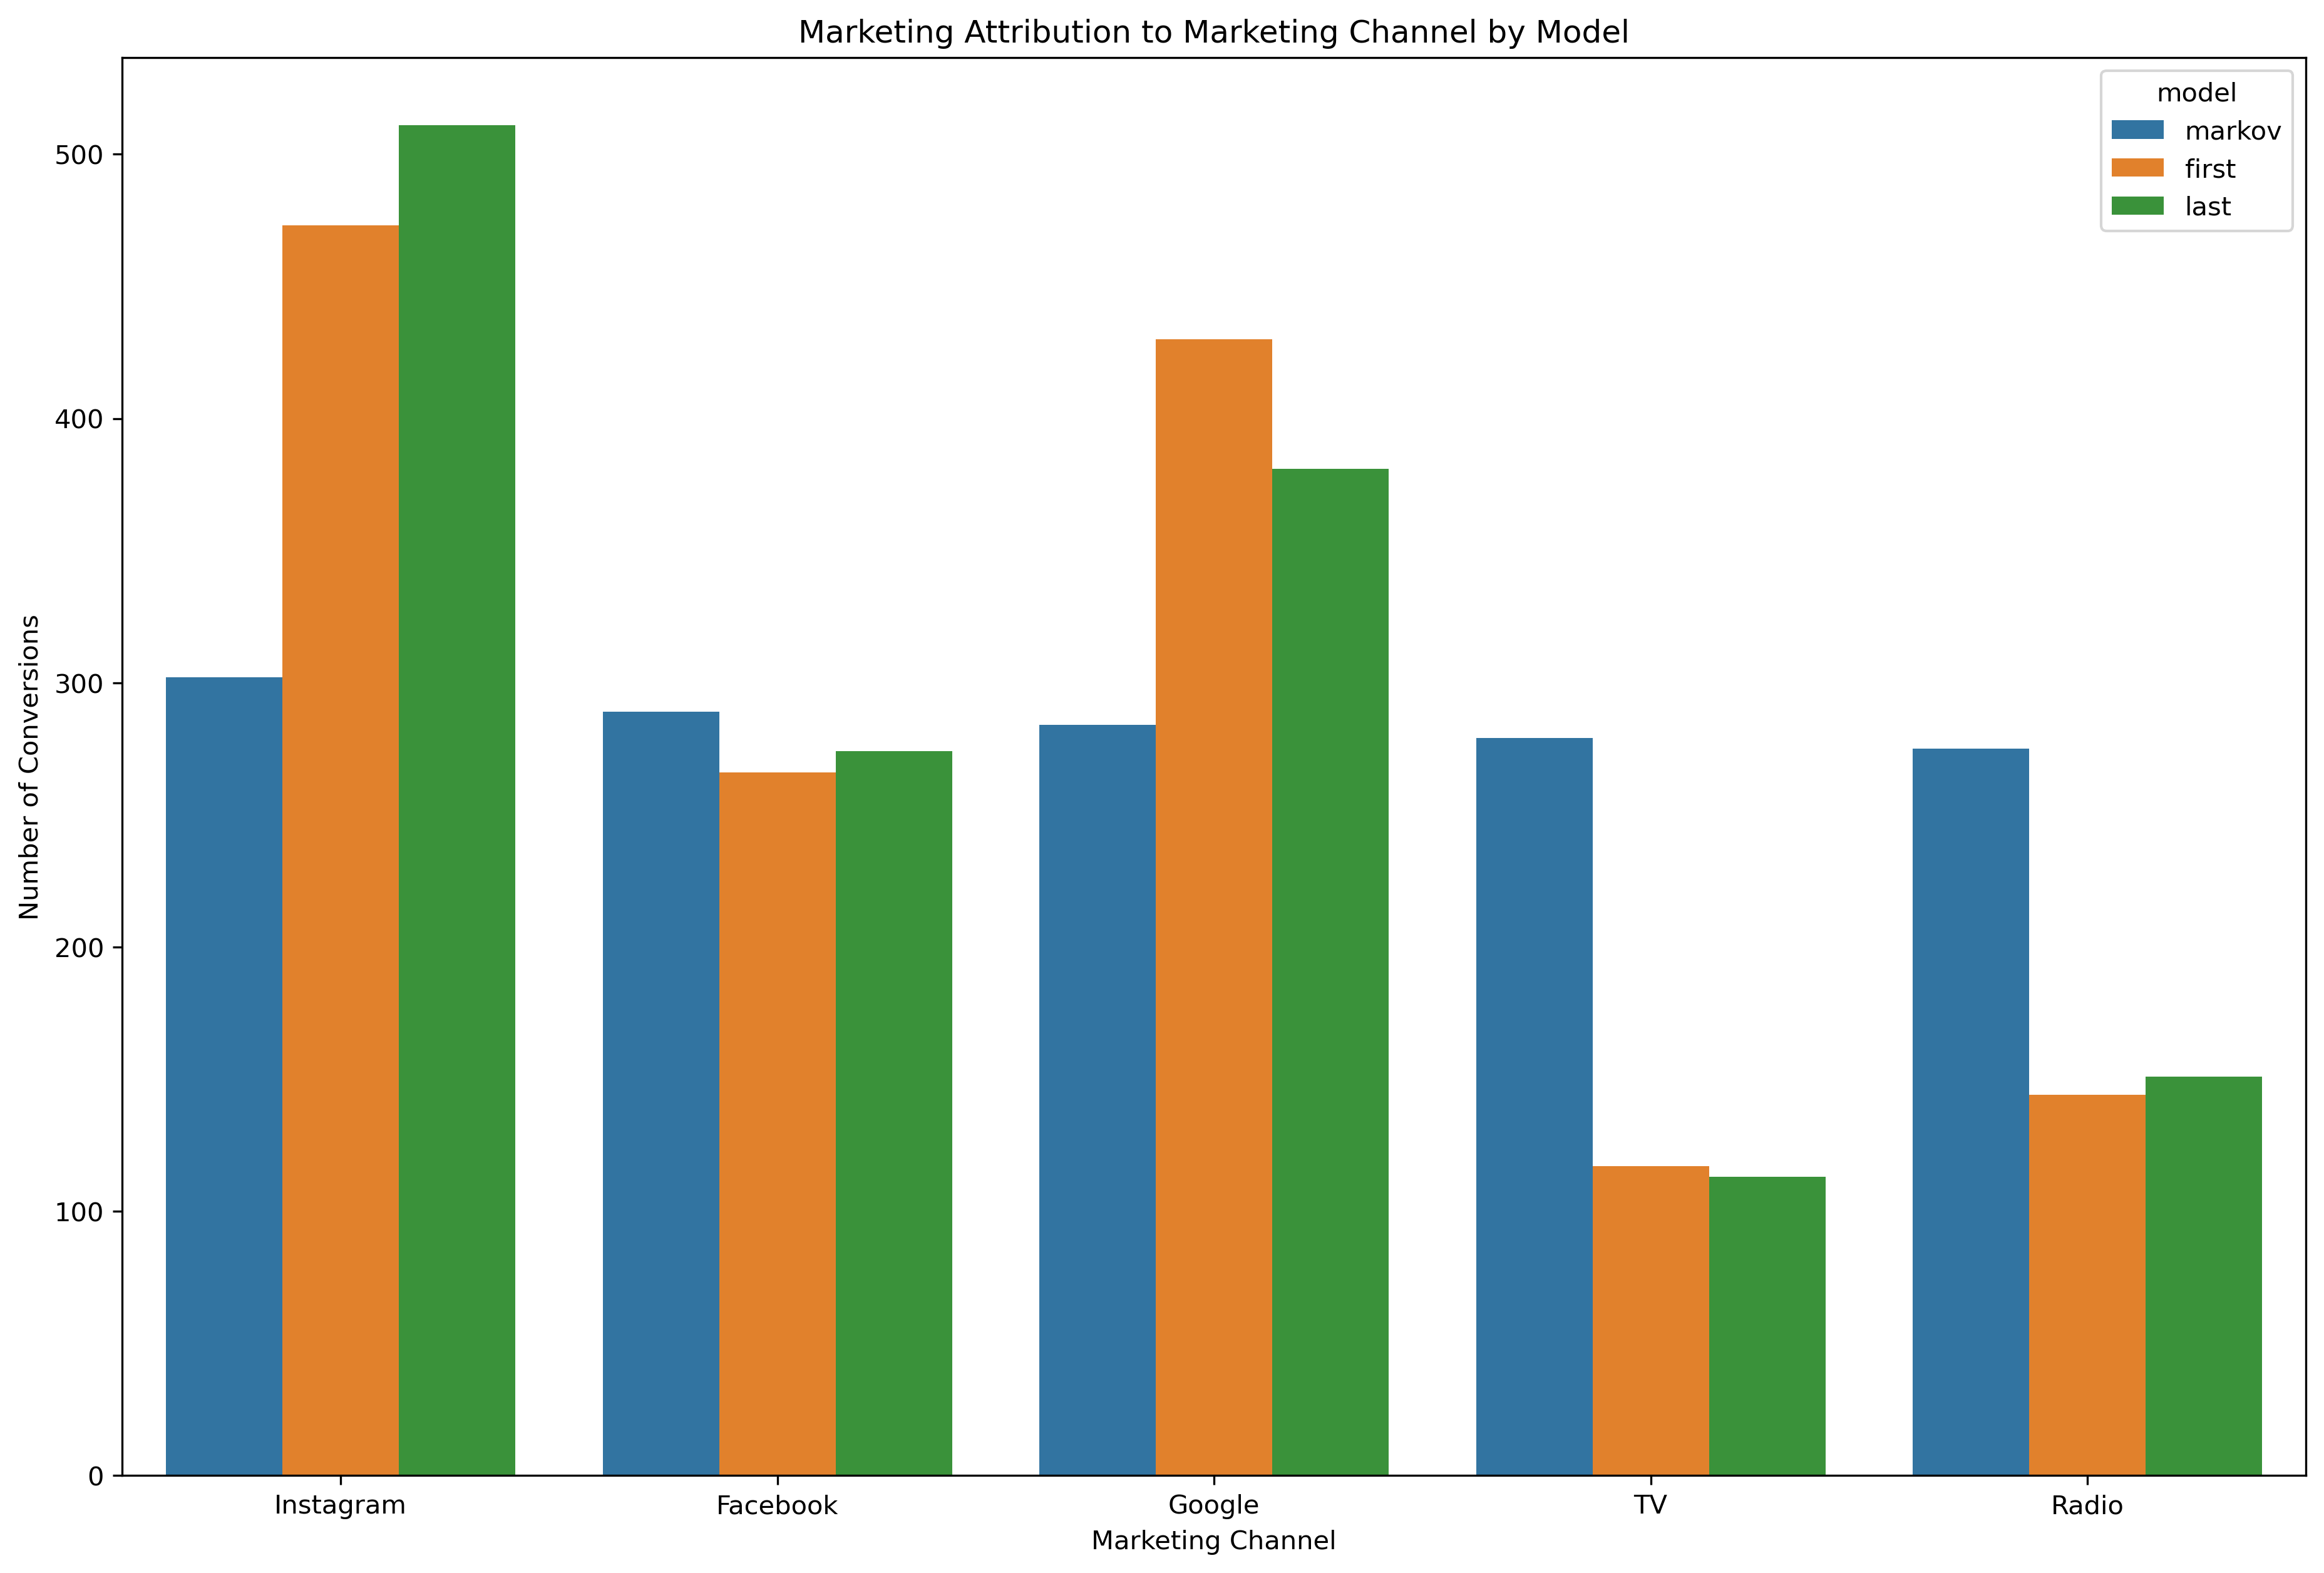 Marketing Attribution to Marketing Channel by Model
model
markov
first
last
Number of Conversions
500
400
300
200
100
0
Instagram
Facebook
Google
TV
Radio
Marketing Channel